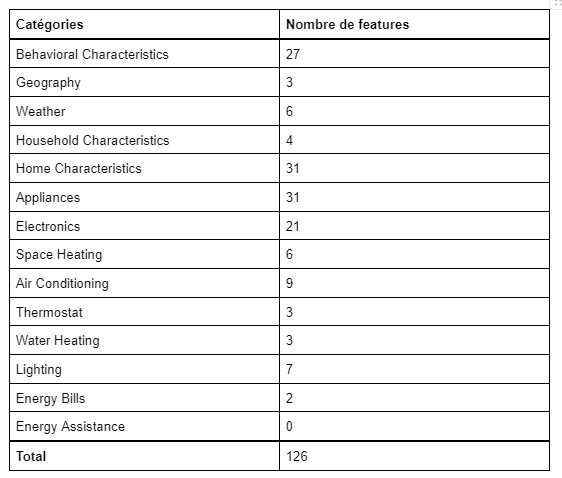 Catégories Nombre de features
Behavioral Characteristics 27
Geography 3
Weather 6
Household Characteristics 4
Home Characteristics 31
Appliances 31
Electronics 21
Space Heating 6
Air Conditioning 9
Thermostat 3
Water Heating 3
Lighting 7
Energy Bills 2
Energy Assistance 0
Total 126